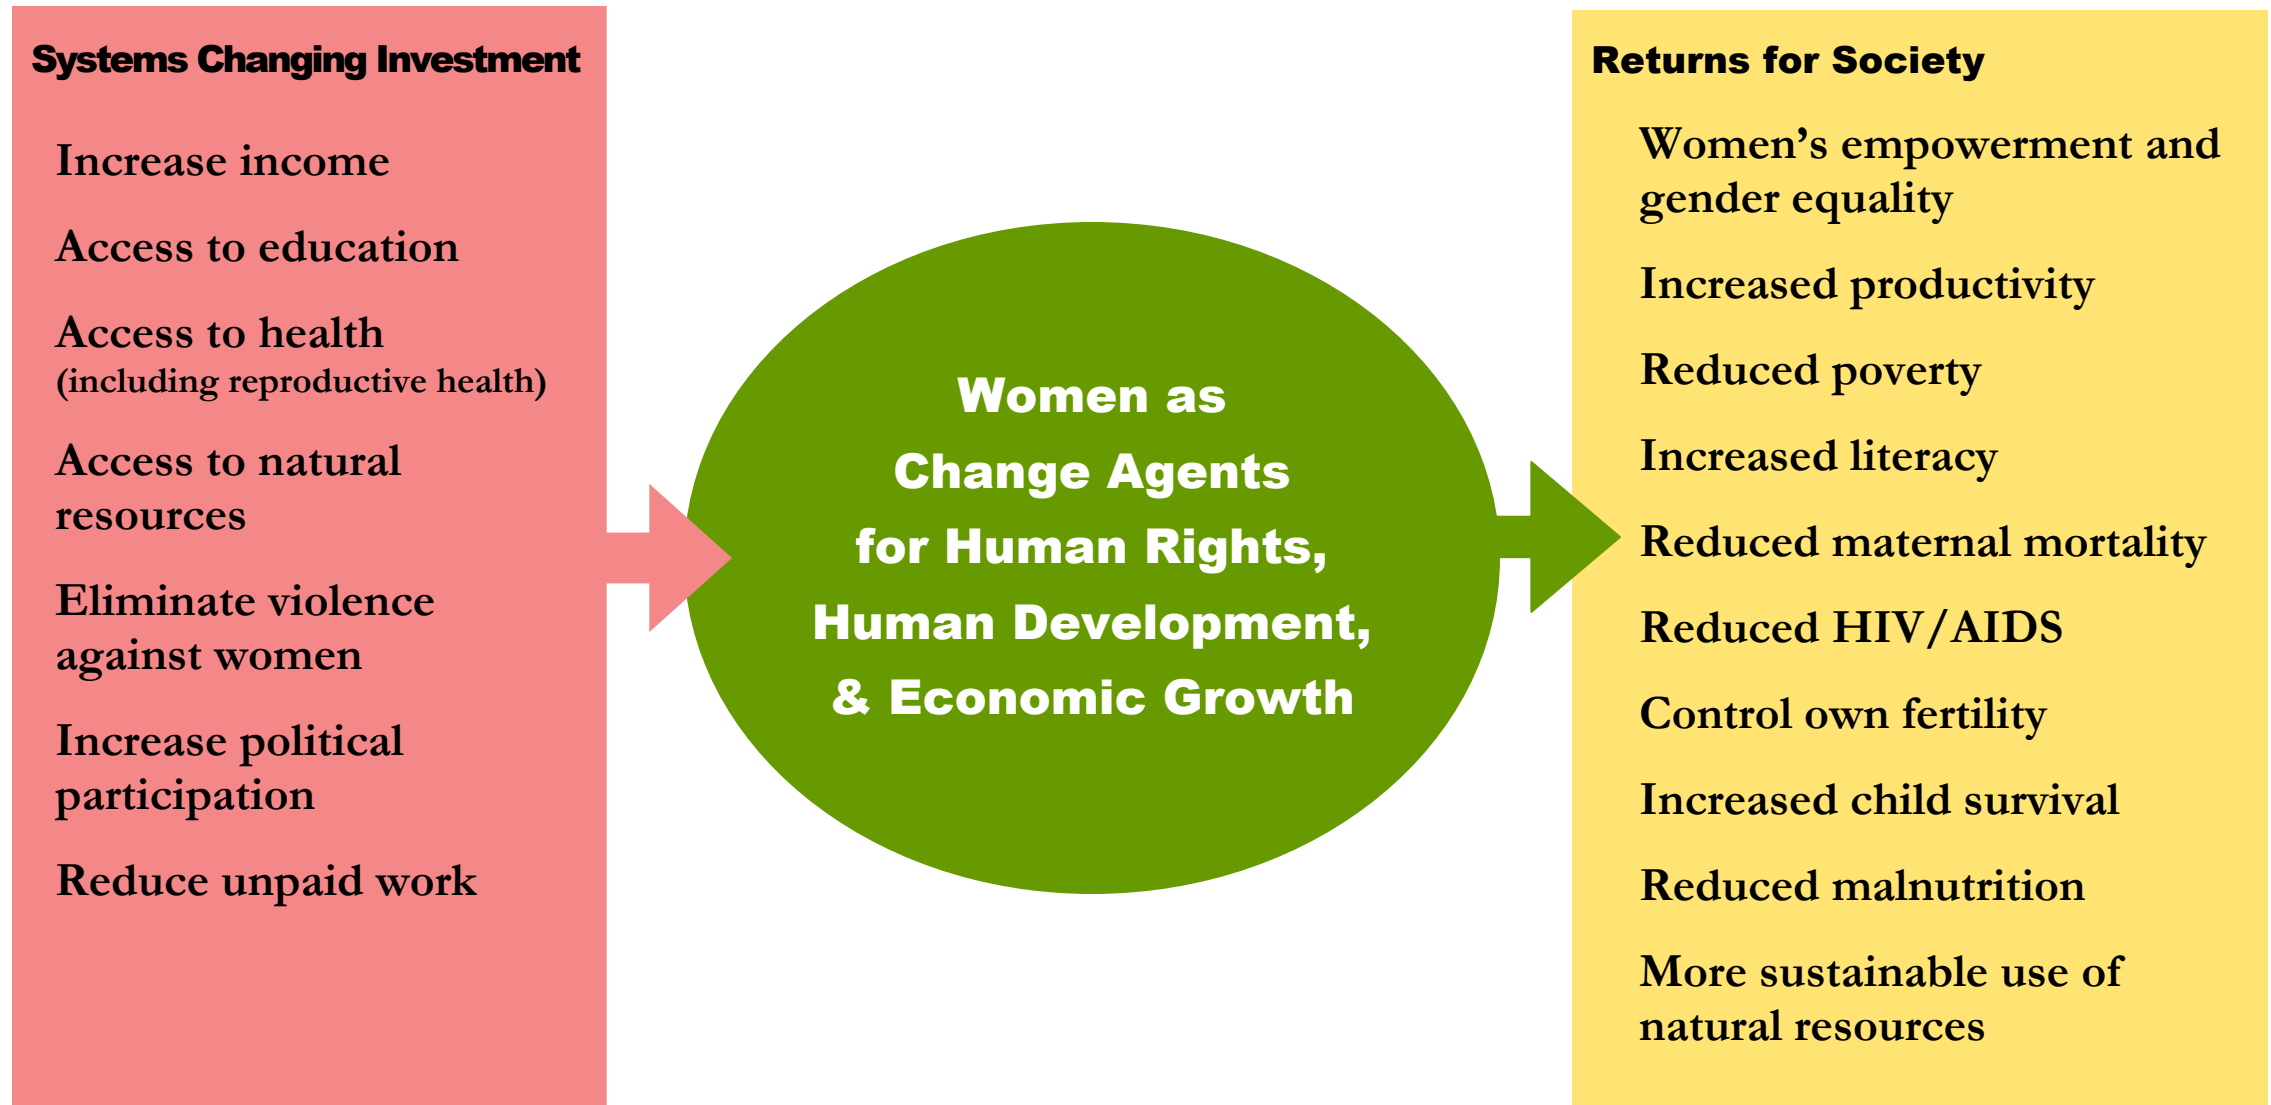 Systems Changing Investment
Increase income
Access to education
Access to health
(including reproductive health)
Access to natural
resources
Eliminate violence
against women
Increase political
participation
Reduce unpaid work
Women as
Change Agents
for Human Rights,
Human Development,
& Economic Growth
Returns for Society
Women’s empowerment and
gender equality
Increased productivity
Reduced poverty
Increased literacy
Reduced maternal mortality
Reduced HIV/AIDS
Control own fertility
Increased child survival
Reduced malnutrition
More sustainable use of
natural resources